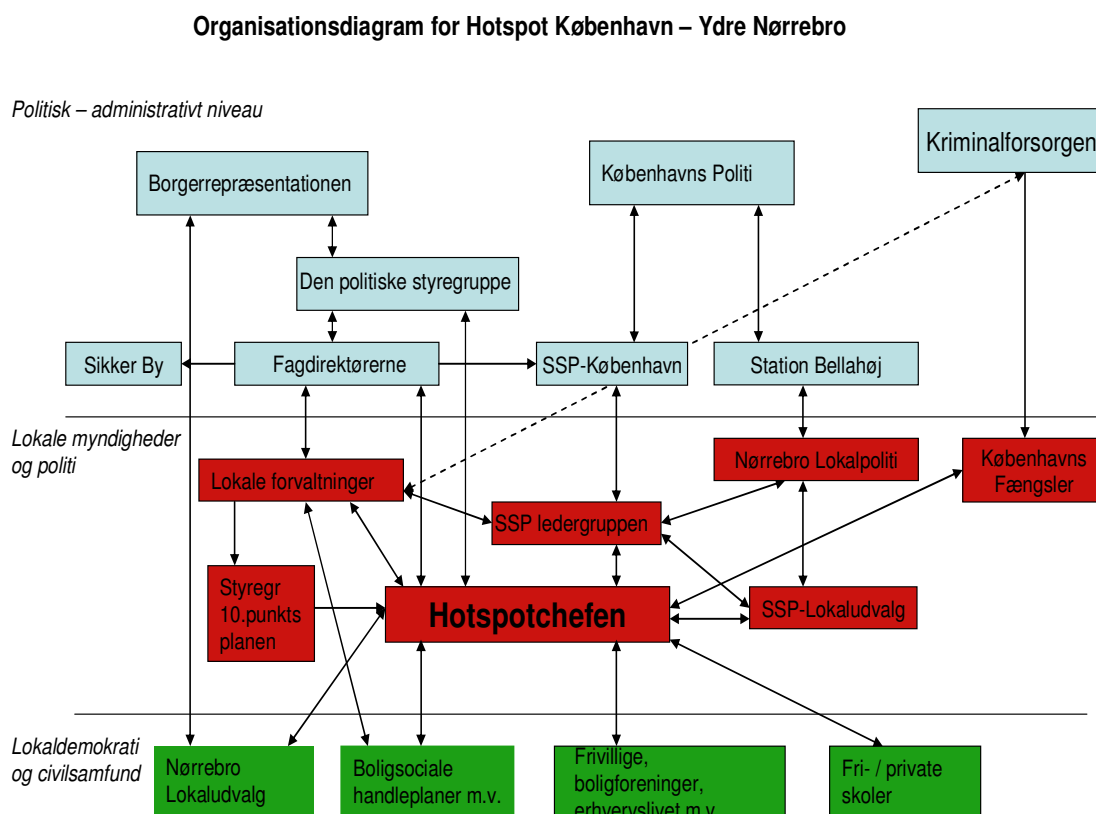 Organisationsdiagram for Hotspot København – Ydre Nørrebro
Politisk – administrativt niveau
Kriminalforsorgen
Borgerrepræsentationen
Københavns Politi
Den politiske styregruppe
Sikker By
Fagdirektørerne
SSP-København
Station Bellahøj
Lokale myndigheder
og politi
Nørrebro Lokalpoliti
Københavns
Fængsler
Lokale forvaltninger
SSP ledergruppen
Styregr
10.punkts
planen
Hotspotchefen
SSP-Lokaludvalg
Lokaldemokrati
og civilsamfund
Nørrebro
Lokaludvalg
Boligsociale
handleplaner m.v.
Frivillige,
boligforeninger,
erhvervslivet m.v
Fri- / private
skoler